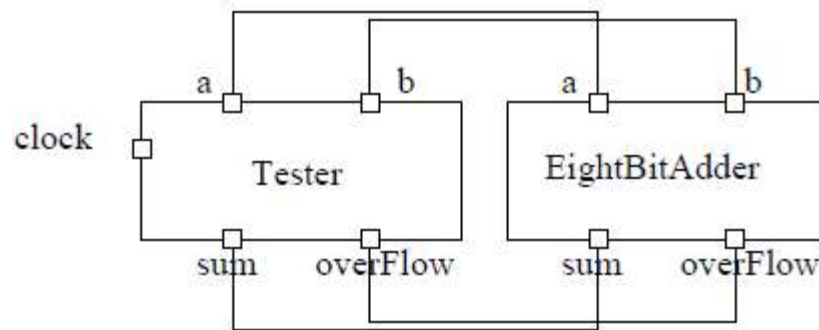 a b a b
clock
Tester EightBitAdder
sum overFlow sum overFlow